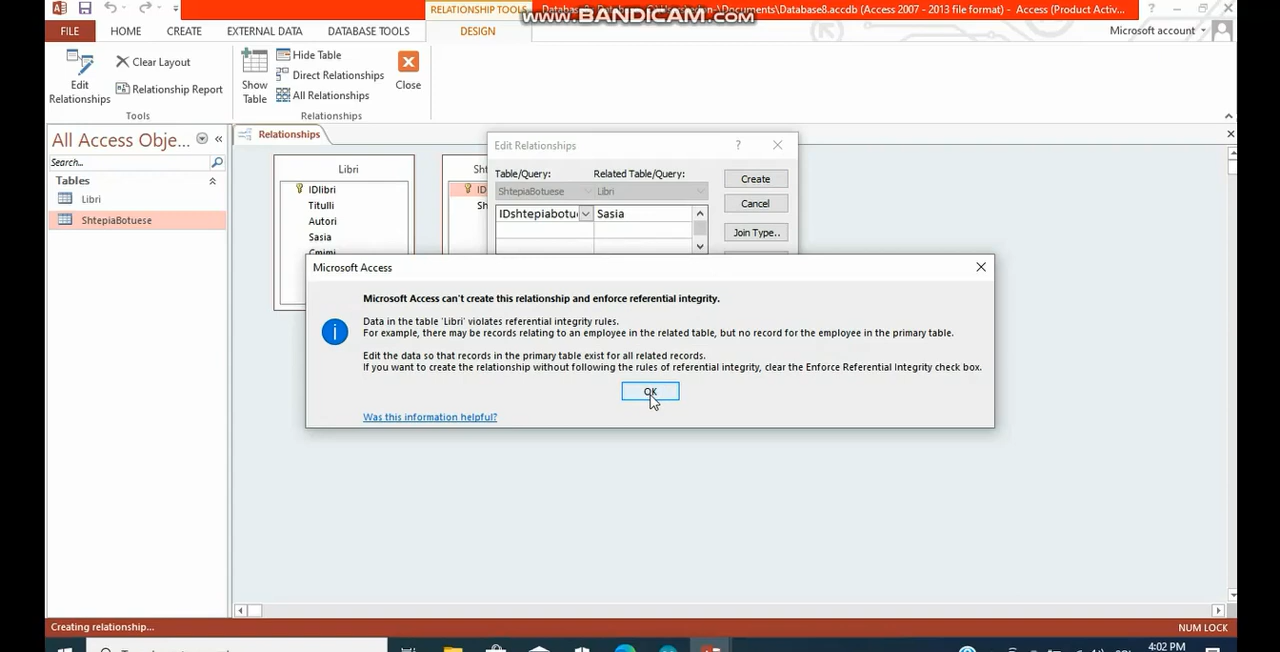 RELATIONSHIP TOOLS
www.BANDICAM.com
\Documents\Database8.accdb (Access 2007 - 2013 file format) - Access (Product Activ...
FILE
HOME
CREATE
EXTERNAL DATA
DATABASE TOOLS
DESIGN
Microsoft account
Edit
Relationships
Clear Layout
Relationship Report
Tools
Show
Table
Hide Table
Direct Relationships
All Relationships
Relationships
Close
All Access Obje...
Search...
Tables
Libri
ShtepiaBotuese
Relationships
Libri
IDlibri
Titulli
Autori
Sasia
Cmimi
Sht
ID
Sh
Edit Relationships
?
Table/Query:
Related Table/Query:
ShtepiaBotuese
Libri
IDshtepiabotu
Sasia
Create
Cancel
Join Type..
Microsoft Access
Microsoft Access can't create this relationship and enforce referential integrity.
Data in the table 'Libri' violates referential integrity rules.
For example, there may be records relating to an employee in the related table, but no record for the employee in the primary table.
Edit the data so that records in the primary table exist for all related records.
If you want to create the relationship without following the rules of referential integrity, clear the Enforce Referential Integrity check box.
OK
Was this information helpful?
Creating relationship...
NUM LOCK
4:02 PM